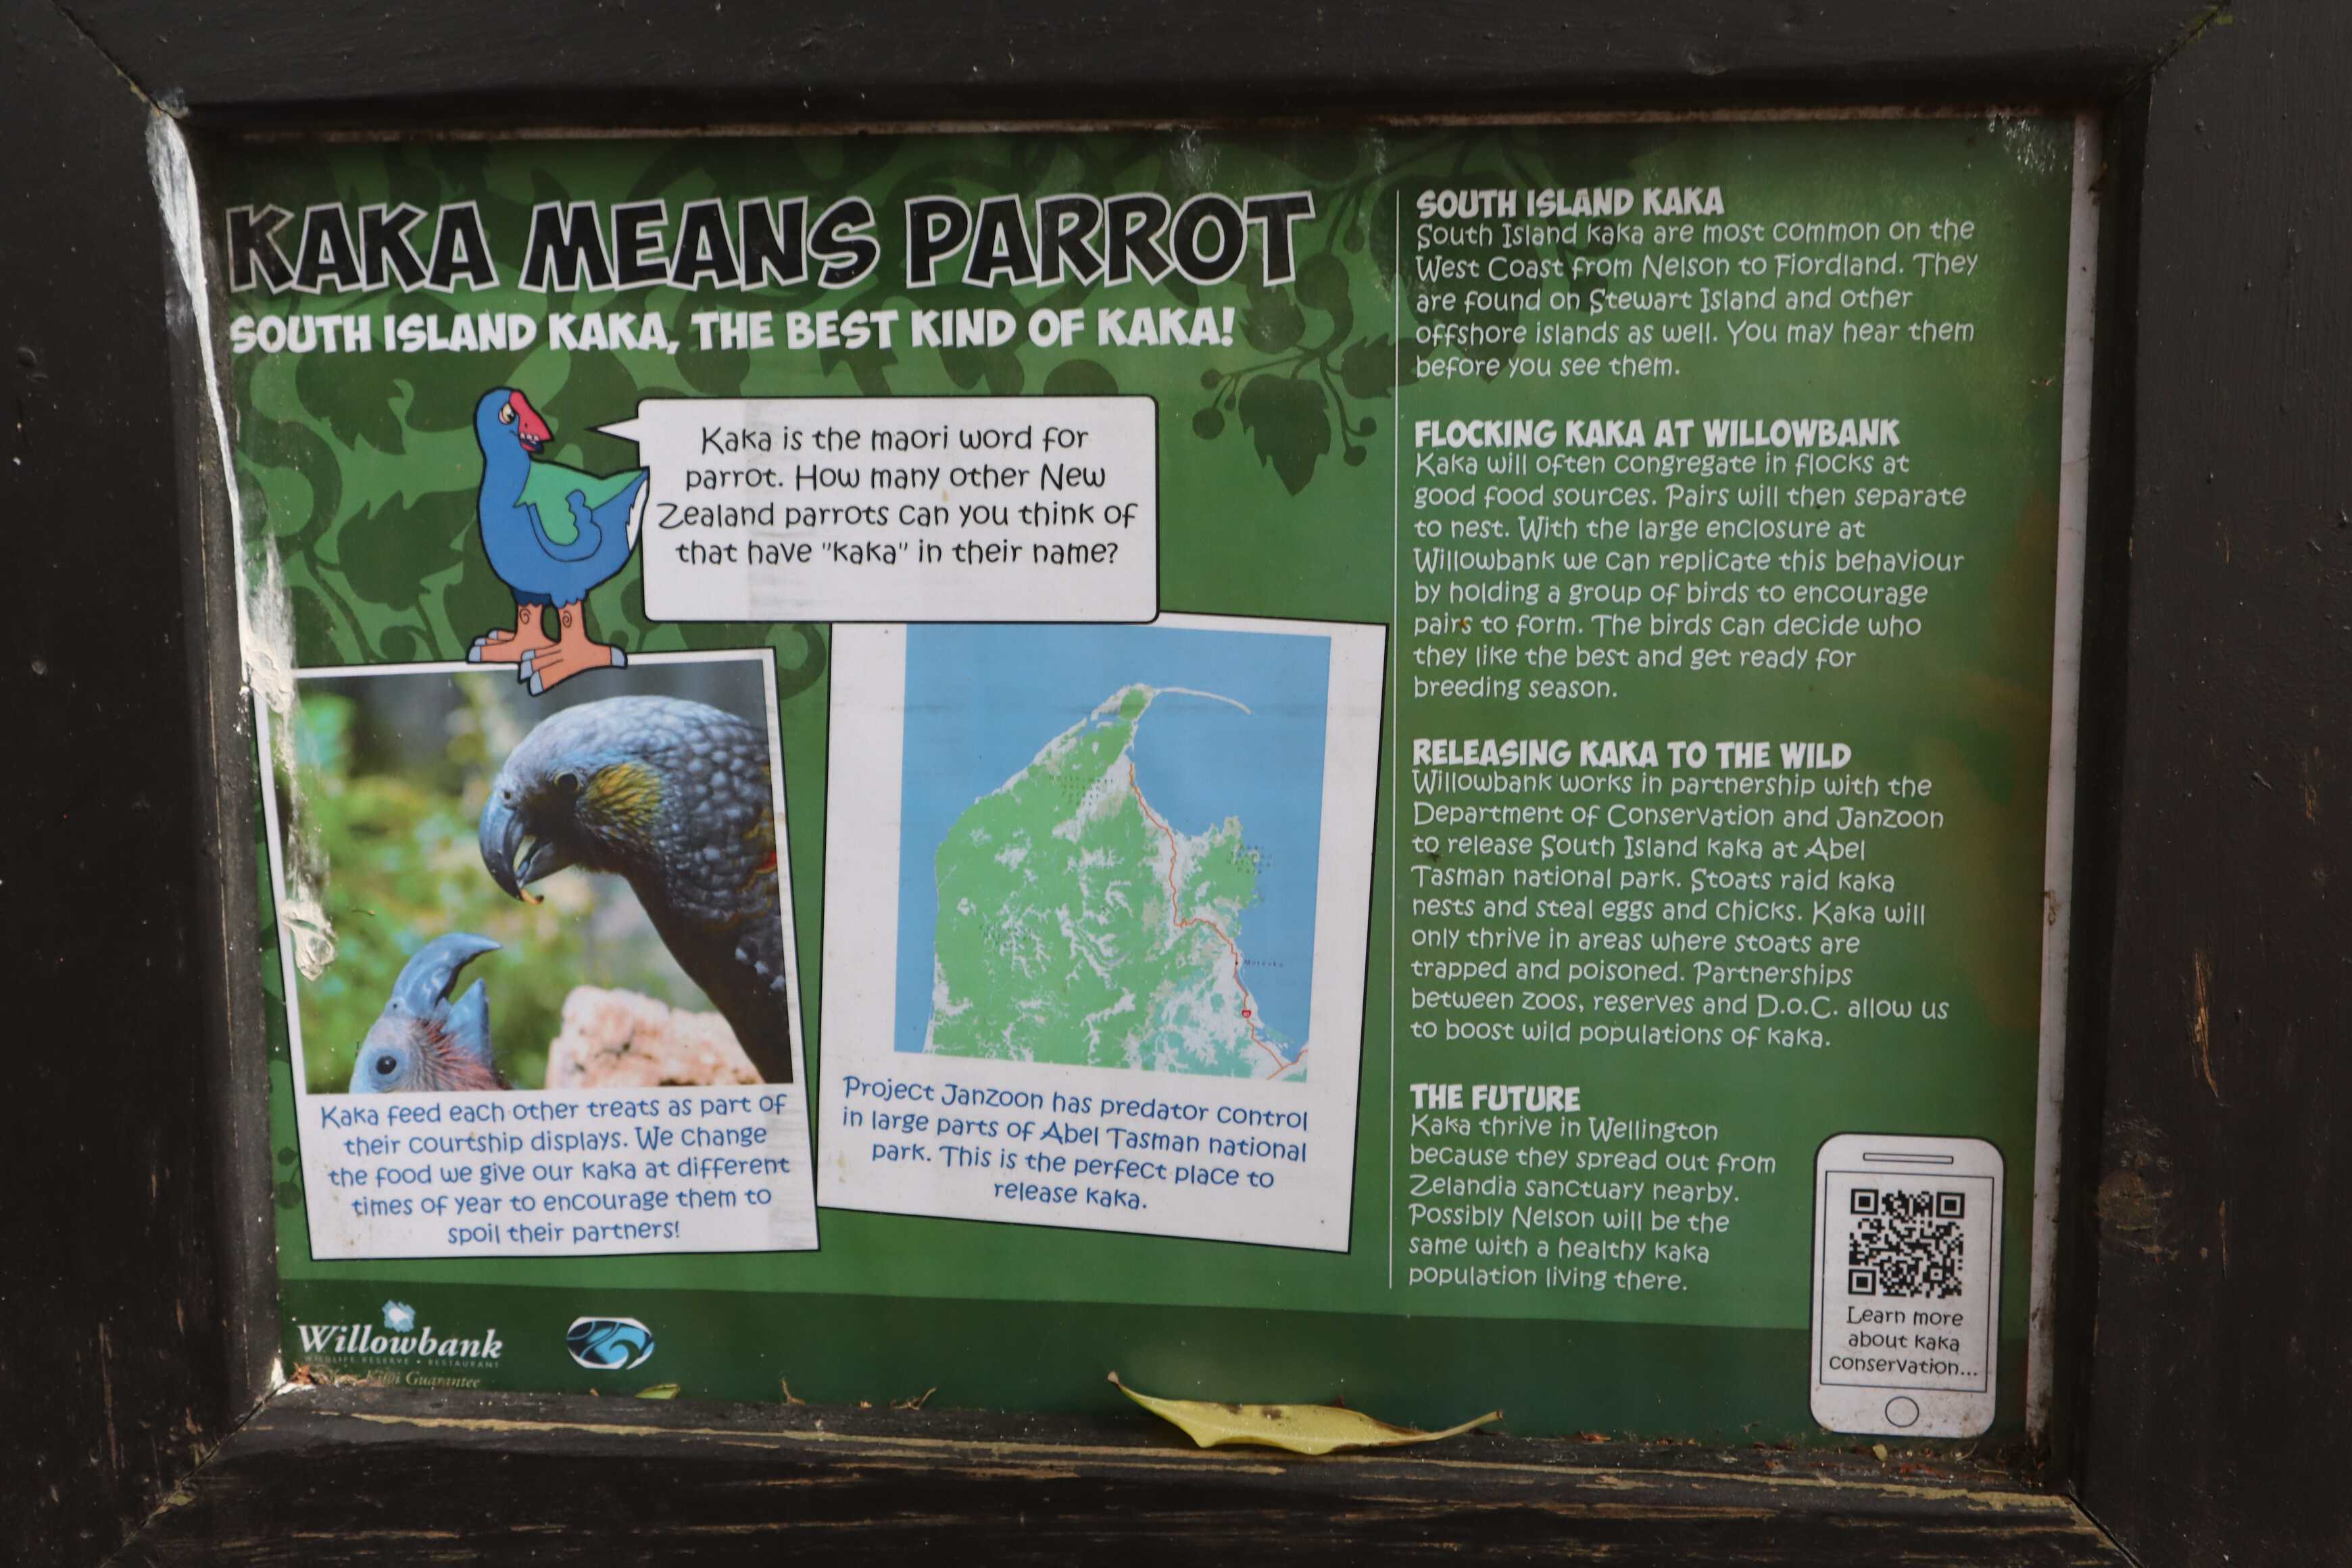 KAKA MEANS PARROT
SOUTH ISLAND KAKA, THE BEST KIND OF KAKA!
Kaka is the maori word for
parrot. How many other New
Zealand parrots can you think of
that have "kaka" in their name?
Kaka feed each other treats as part of
their courtship displays. We change
the food we give our kaka at different
times of year to encourage them to
spoil their partners!
Motueka
Project Janzoon has predator control
in large parts of Abel Tasman national
park. This is the perfect place to
release kaka.
SOUTH ISLAND KAKA
South Island kaka are most common on the
West Coast from Nelson to Fiordland. They
are found on Stewart Island and other
offshore islands as well. You may hear them
before you see them.
FLOCKING KAKA AT WILLOWBANK
Kaka will often congregate in flocks at
good food sources. Pairs will then separate
to nest. With the large enclosure at
Willowbank we can replicate this behaviour
by holding a group of birds to encourage
pairs to form. The birds can decide who
they like the best and get ready for
breeding season.
RELEASING KAKA TO THE WILD
Willowbank works in partnership with the
Department of Conservation and Janzoon
to release South Island kaka at Abel
Tasman national park. Stoats raid kaka
nests and steal eggs and chicks. Kaka will
only thrive in areas where stoats are
trapped and poisoned. Partnerships
between zoos, reserves and D.o.C. allow us
to boost wild populations of kaka.
THE FUTURE
Kaka thrive in Wellington
because they spread out from
Zelandia sanctuary nearby.
Possibly Nelson will be the
same with a healthy kaka
population living there.
Learn more
about kaka
conservation...
Willowbank
WILDLIFE RESERVE • RESTAURANT
Kiwi Guarantee